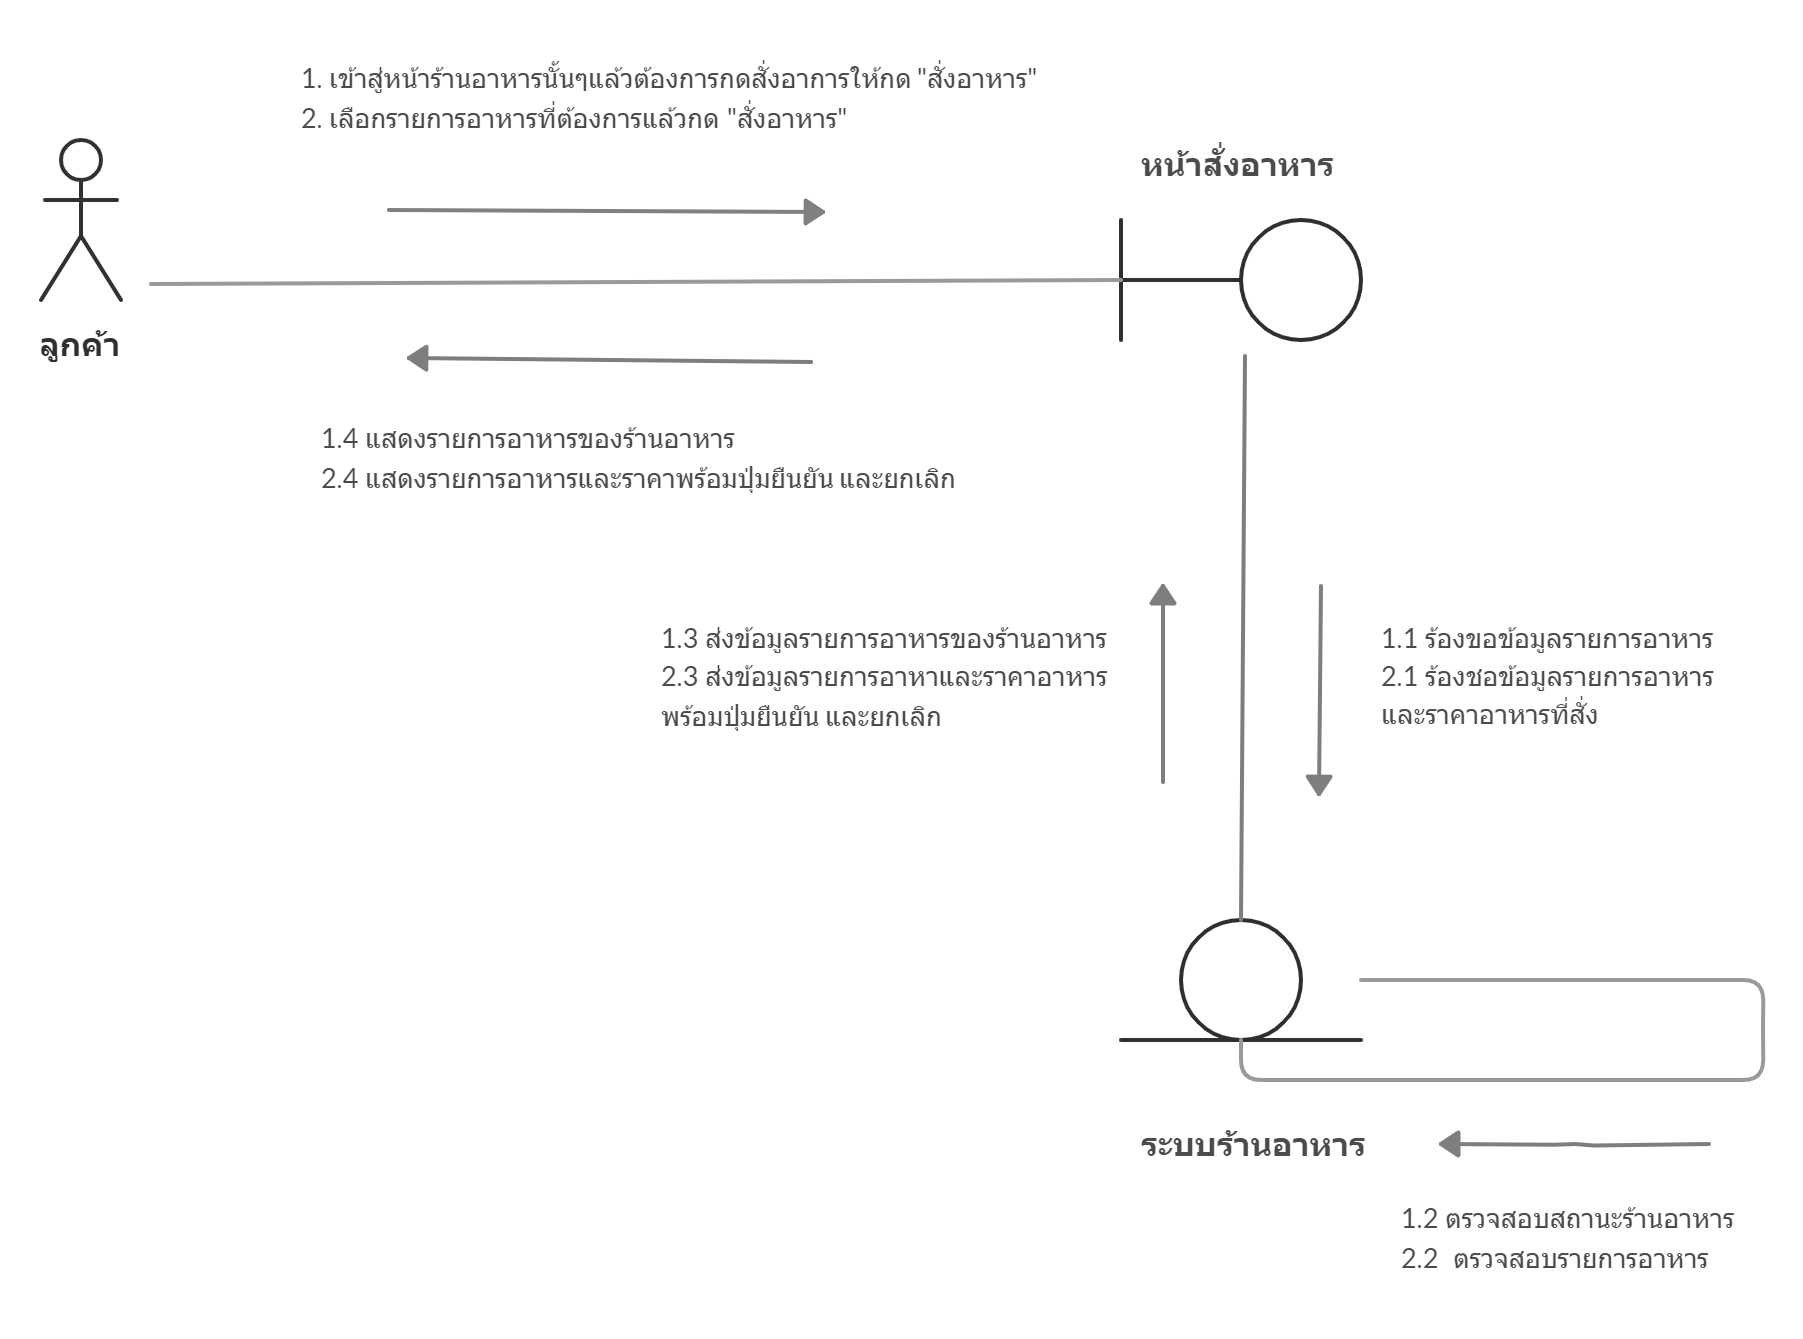 1. เข้าสู่หน้าร้านอาหารนั้นๆแล้วต้องการกดสั่งอาการให้กด "สั่งอาหาร"
2. เลือกรายการอาหารที่ต้องการแล้วกด "สั่งอาหาร"
หน้าสั่งอาหาร
ลูกค้า
1.4 แสดงรายการอาหารของร้านอาหาร
2.4 แสดงรายการอาหารและราคาพร้อมปุ่มยืนยัน และยกเลิก
1.3 ส่งข้อมูลรายการอาหารของร้านอาหาร
2.3 ส่งข้อมูลรายการอาหาและราคาอาหาร
พร้อมปุ่มยืนยัน และยกเลิก
1.1 ร้องขอข้อมูลรายการอาหาร
2.1 ร้องชอข้อมูลรายการอาหาร
และราคาอาหารที่สั่ง
ระบบร้านอาหาร
1.2 ตรวจสอบสถานะร้านอาหาร
2.2 ตรวจสอบรายการอาหาร